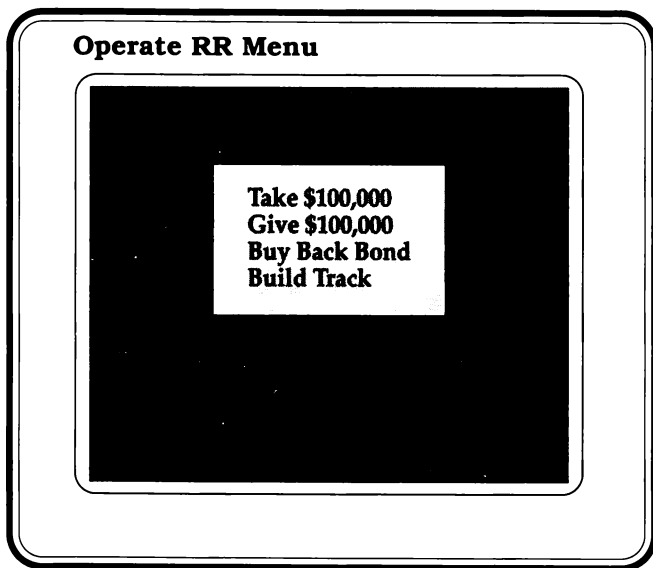 Operate RR Menu
Take $100,000
Give $100,000
Buy Back Bond
Build Track